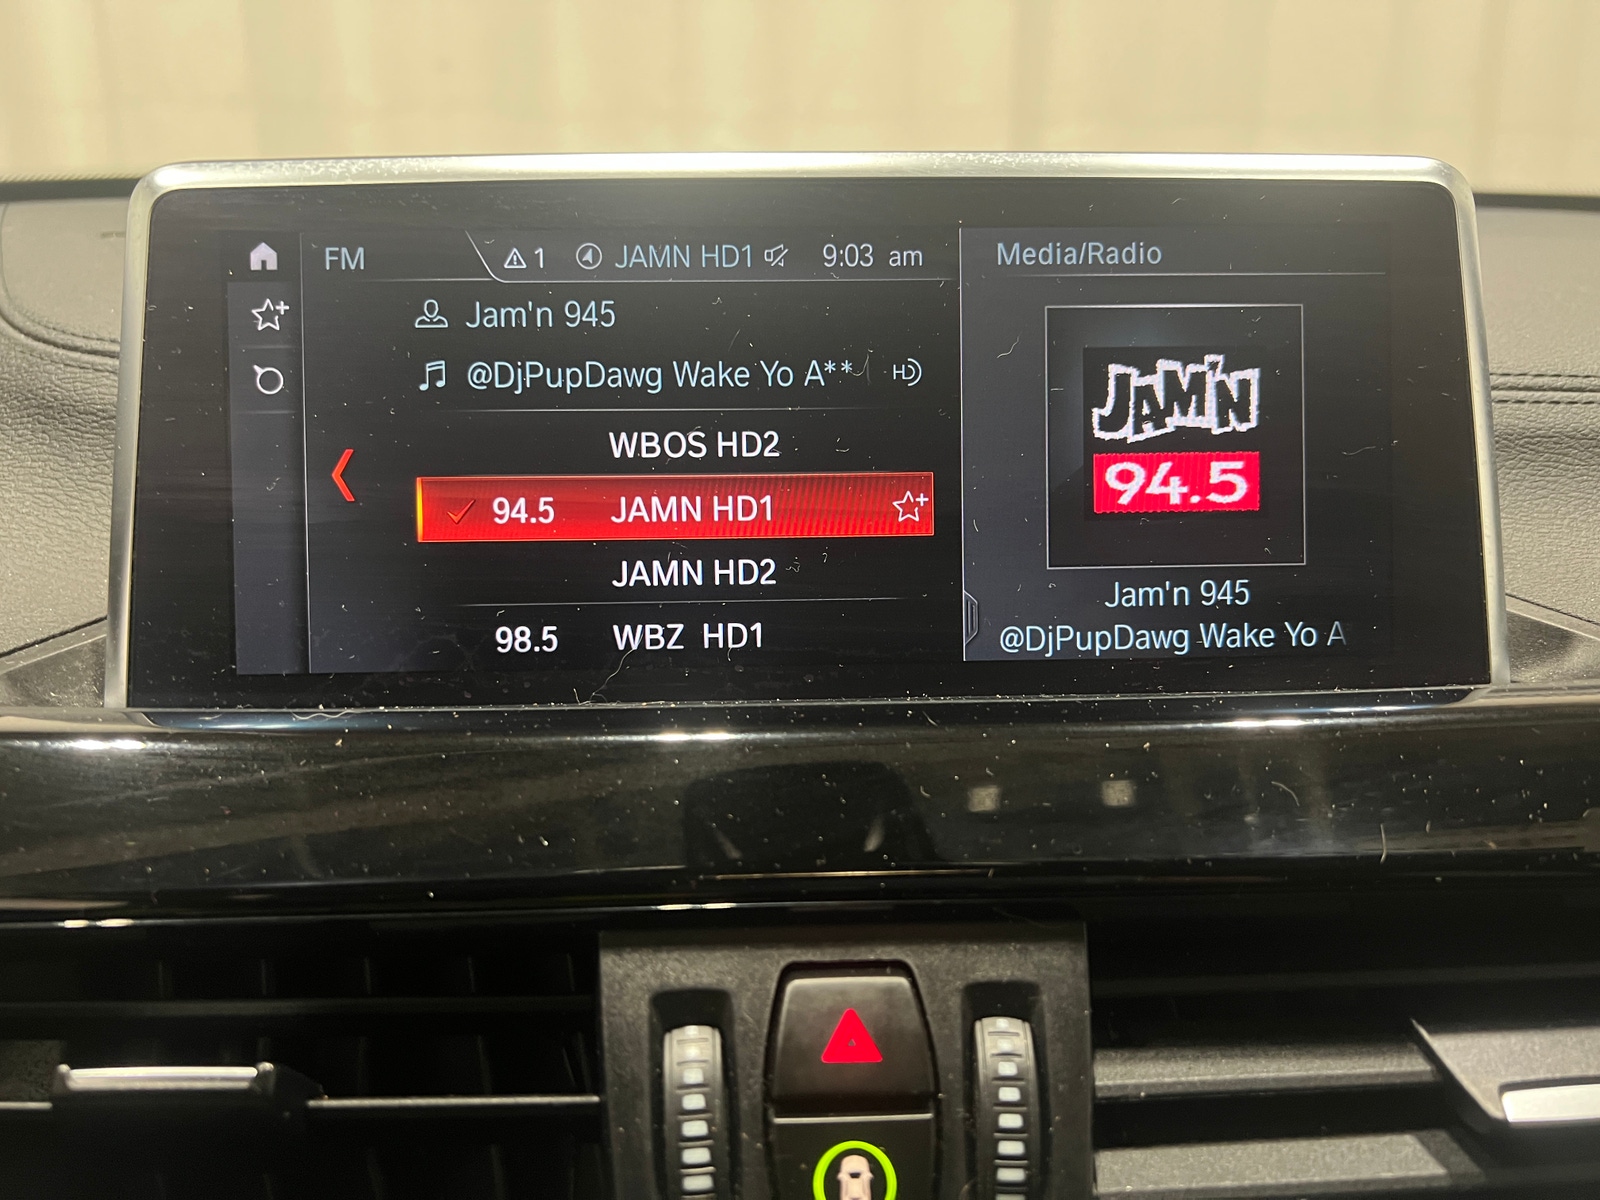 FM
1
JAMN HD1
9:03 am
Jam'n 945
@DjPupDawg Wake Yo A**
HD
WBOS HD2
94.5 JAMN HD1
JAMN HD2
98.5 WBZ HD1
Media/Radio
JAM'N
94.5
Jam'n 945
@DjPupDawg Wake Yo A